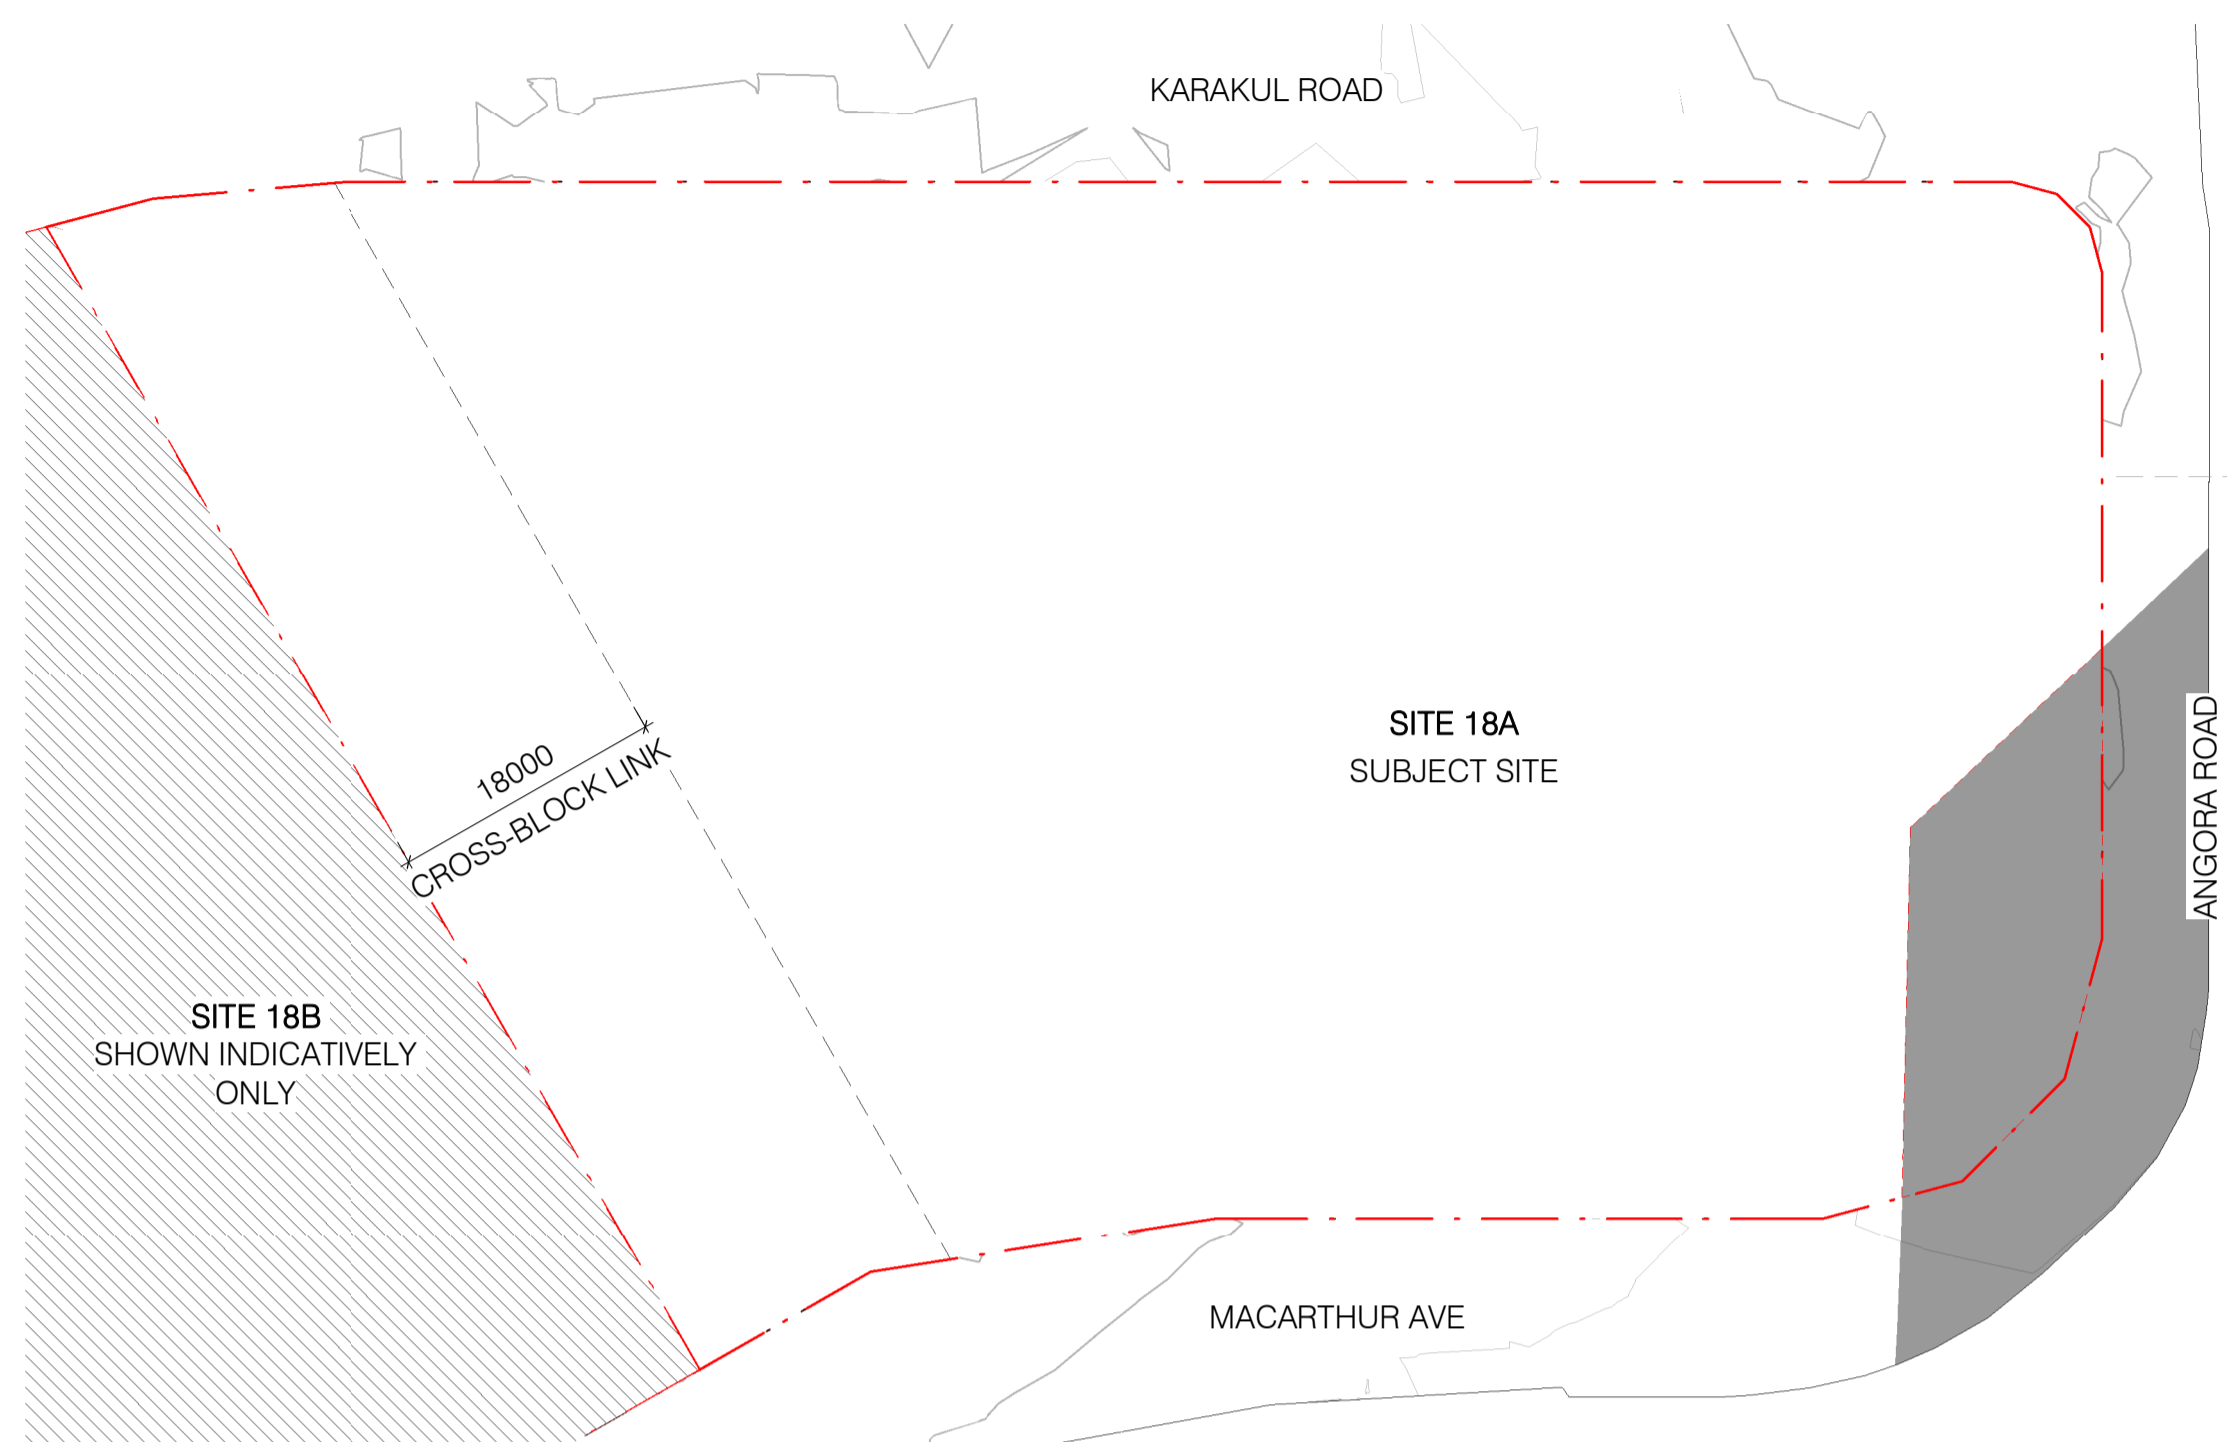 KARAKUL ROAD
SITE 18A
SUBJECT SITE
18000
CROSS-BLOCK LINK
ANGORA ROAD
SITE 18B
SHOWN INDICATIVELY
ONLY
MACARTHUR AVE